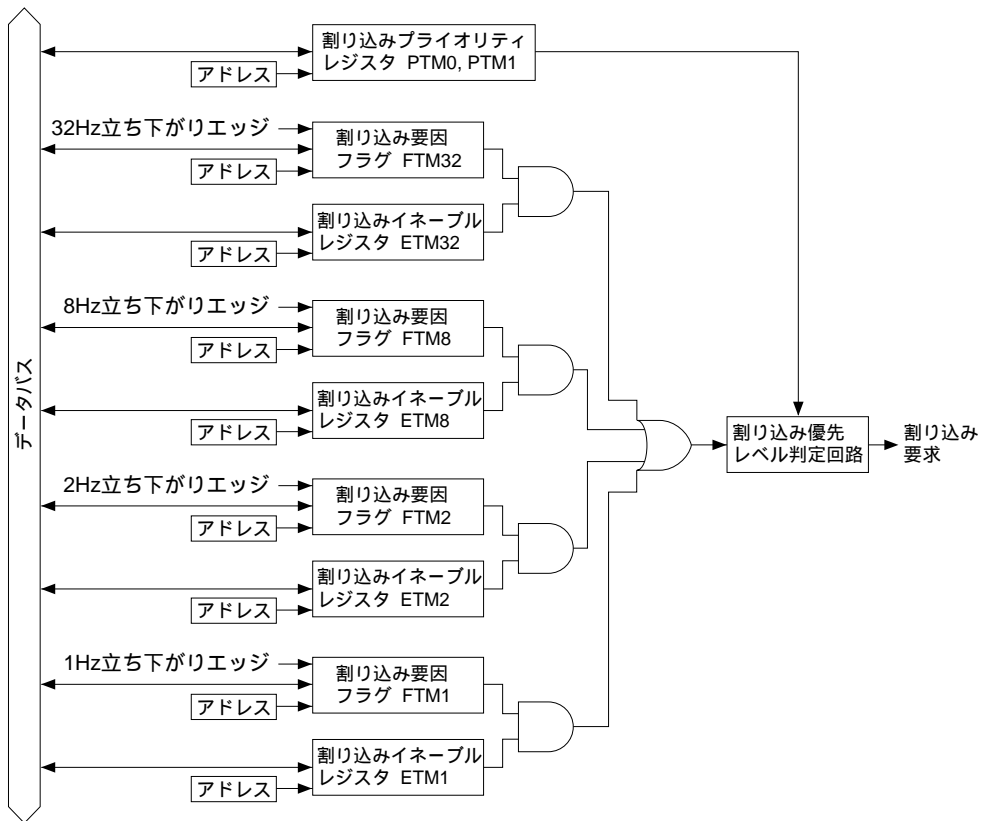 割り込みプライオリティ
レジスタ PTM0, PTM1
アドレス
32Hz立ち下がりエッジ
割り込み要因
フラグ FTM32
アドレス
割り込みイネーブル
レジスタ ETM32
アドレス
8Hz立ち下がりエッジ
割り込み要因
フラグ FTM8
アドレス
データバス
割り込みイネーブル
レジスタ ETM8
アドレス
割り込み優先
レベル判定回路
割り込み
要求
2Hz立ち下がりエッジ
割り込み要因
フラグ FTM2
アドレス
割り込みイネーブル
レジスタ ETM2
アドレス
1Hz立ち下がりエッジ
割り込み要因
フラグ FTM1
アドレス
割り込みイネーブル
レジスタ ETM1
アドレス